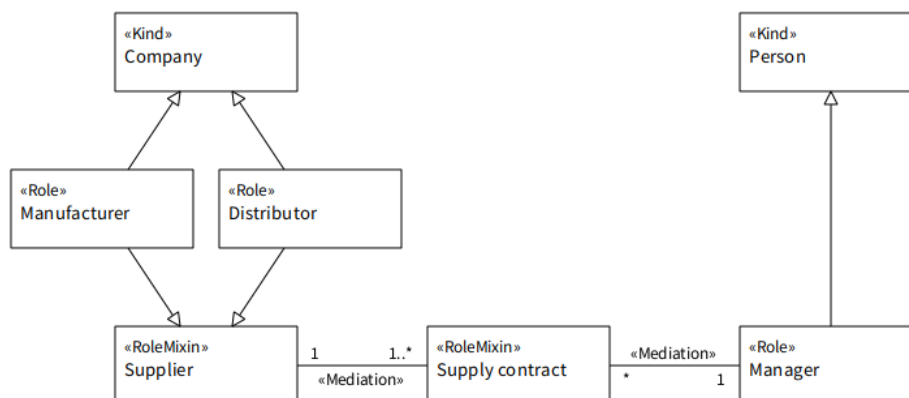 «Kind»
Company
«Kind»
Person
«Role»
Manufacturer
«Role»
Distributor
«RoleMixin»
Supplier
1
1..*
«Mediation»
«RoleMixin»
Supply contract
«Mediation»
*
1
«Role»
Manager